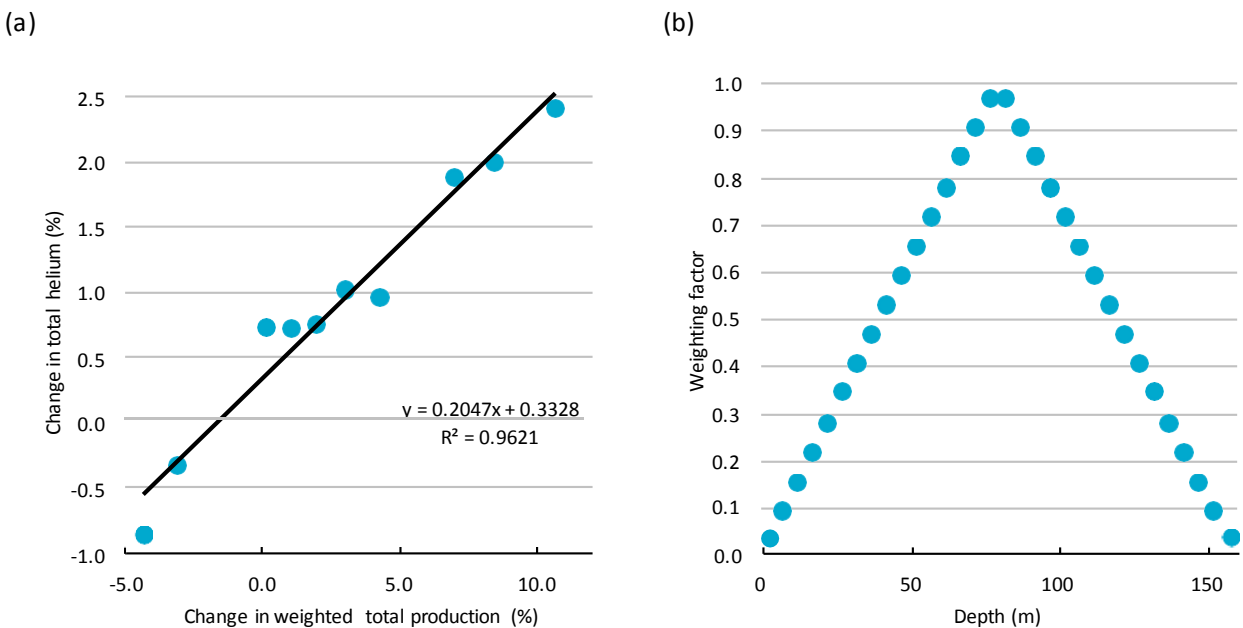 (a)
2.5
2.0
1.5
1.0
0.5
0.0
-0.5
-1.0
Change in total helium (%)
y = 0.2047x + 0.3328
R² = 0.9621
-5.0 0.0 5.0 10.0
Change in weighted total production (%)
(b)
1.0
0.9
0.8
0.7
0.6
0.5
0.4
0.3
0.2
0.1
0.0
Weighting factor
0 50 100 150
Depth (m)